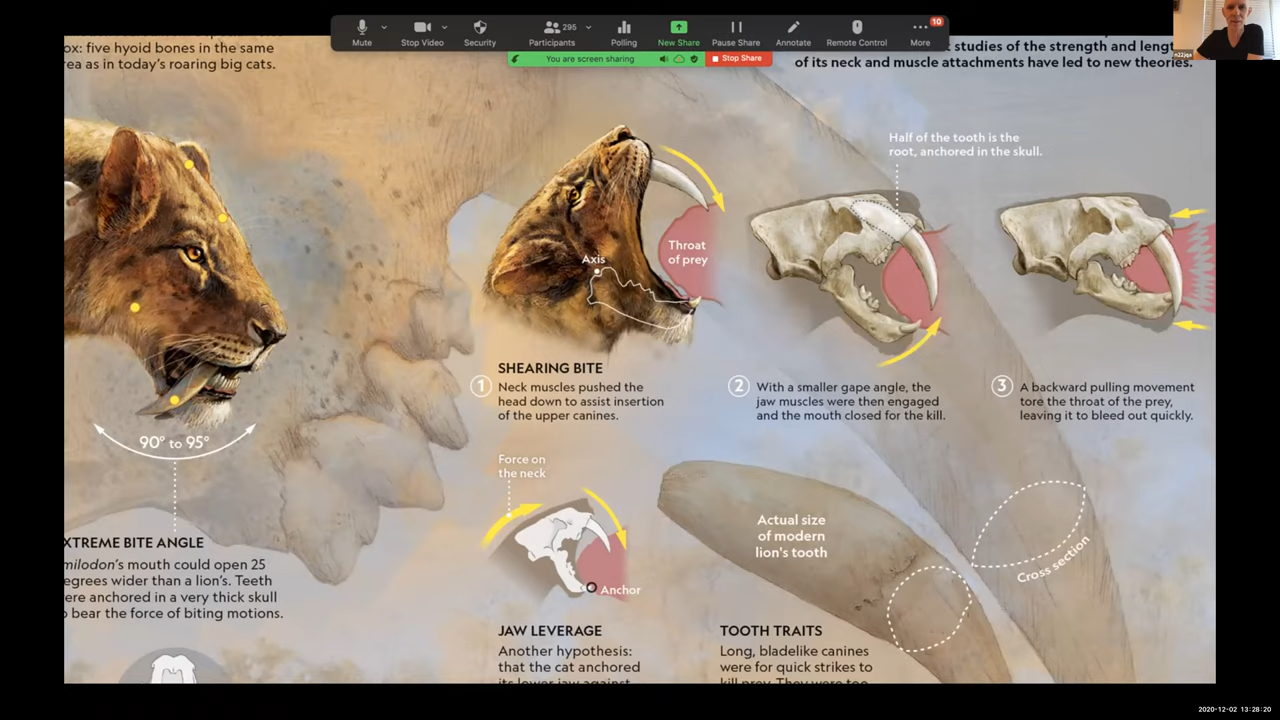 Mute
Stop Video
Security
295
Participants
Polling
New Share
Pause Share
Annotate
Remote Control
10
More
You are screen sharing
Stop Share
ox: five hyoid bones in the same
rea as in today's roaring big cats.
studies of the strength and lengt
of its neck and muscle attachments have led to new theories.
Half of the tooth is the
root, anchored in the skull.
Throat
of prey
Axis
90° to 95°
SHEARING BITE
1 Neck muscles pushed the
head down to assist insertion
of the upper canines.
2 With a smaller gape angle, the
jaw muscles were then engaged
and the mouth closed for the kill.
3 A backward pulling movement
tore the throat of the prey,
leaving it to bleed out quickly.
XTREME BITE ANGLE
milodon's mouth could open 25
egrees wider than a lion's. Teeth
ere anchored in a very thick skull
o bear the force of biting motions.
Force on
the neck
Anchor
JAW LEVERAGE
Another hypothesis:
that the cat anchored
its lower jaw against
Actual size
of modern
lion's tooth
Cross section
TOOTH TRAITS
Long, bladelike canines
were for quick strikes to
kill prey. They were too
2020-12-02 13:28:20